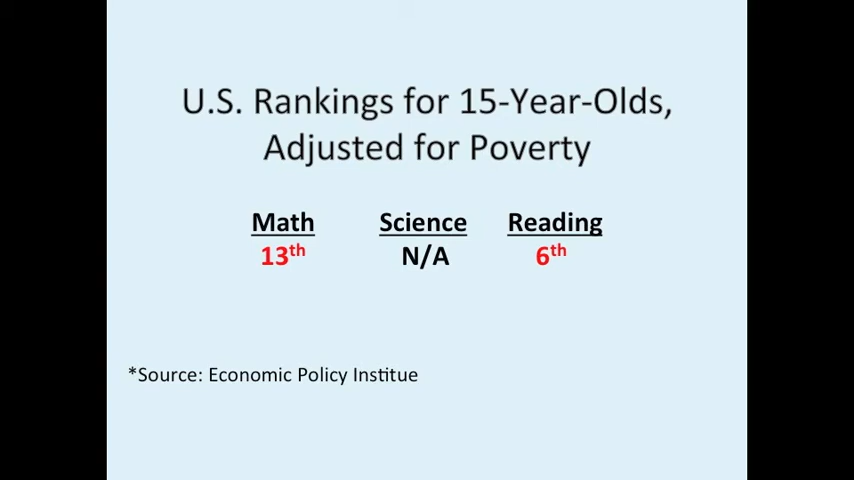 U.S. Rankings for 15-Year-Olds,
Adjusted for Poverty
Math Science Reading
13th N/A 6th
*Source: Economic Policy Institue